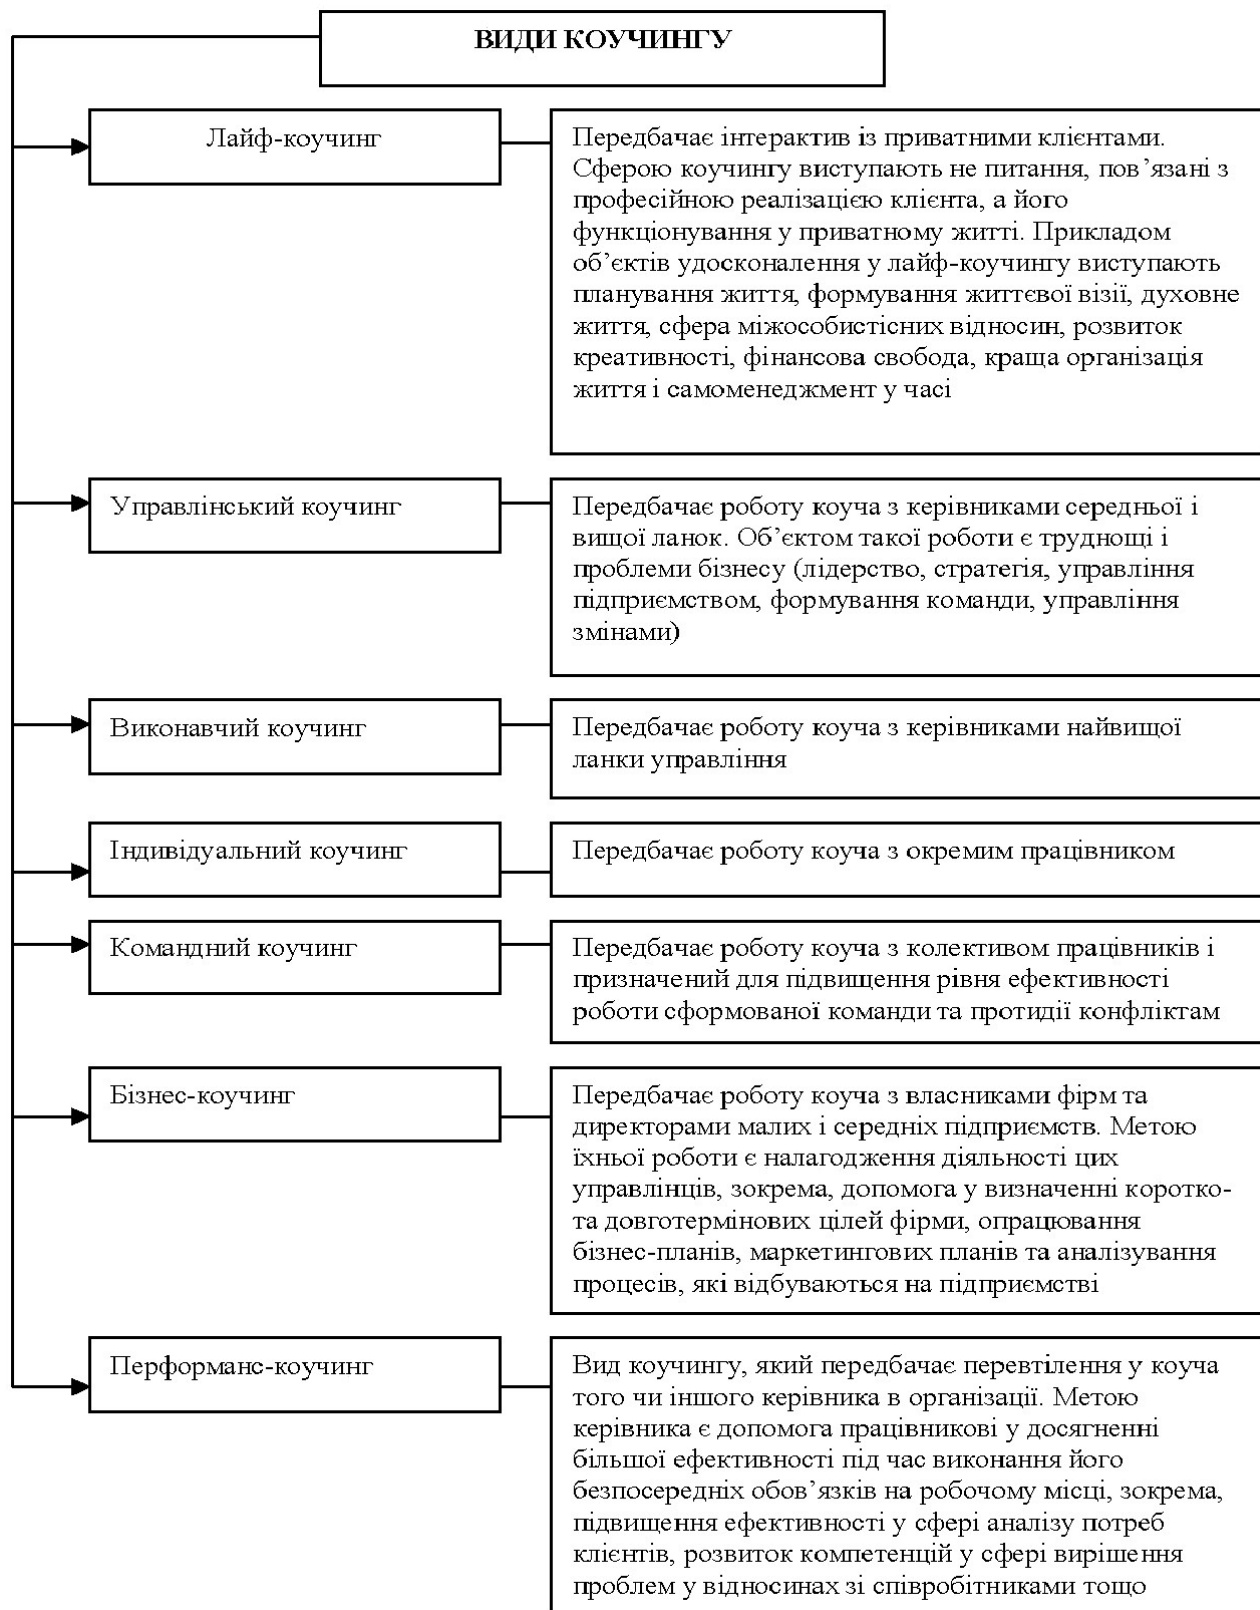 ВИДИ КОУЧИНГУ
Лайф-коучинг
Передбачає інтерактив із приватними клієнтами.
Сферою коучингу виступають не питання, пов’язані з
професійною реалізацією клієнта, а його
функціонування у приватному житті. Прикладом
об’єктів удосконалення у лайф-коучингу виступають
планування життя, формування життєвої візії, духовне
життя, сфера міжособистісних відносин, розвиток
креативності, фінансова свобода, краща організація
життя і самоменеджмент у часі
Управлінський коучинг
Передбачає роботу коуча з керівниками середньої і
вищої ланок. Об’єктом такої роботи є труднощі і
проблеми бізнесу (лідерство, стратегія, управління
підприємством, формування команди, управління
змінами)
Виконавчий коучинг
Передбачає роботу коуча з керівниками найвищої
ланки управління
Індивідуальний коучинг
Передбачає роботу коуча з окремим працівником
Командний коучинг
Передбачає роботу коуча з колективом працівників і
призначений для підвищення рівня ефективності
роботи сформованої команди та протидії конфліктам
Бізнес-коучинг
Передбачає роботу коуча з власниками фірм та
директорами малих і середніх підприємств. Метою
їхньої роботи є налагодження діяльності цих
управлінців, зокрема, допомога у визначенні коротко-
та довготермінових цілей фірми, опрацювання
бізнес-планів, маркетингових планів та аналізування
процесів, які відбуваються на підприємстві
Перформанс-коучинг
Вид коучингу, який передбачає перевтілення у коуча
того чи іншого керівника в організації. Метою
керівника є допомога працівникові у досягненні
більшої ефективності під час виконання його
безпосередніх обов’язків на робочому місці, зокрема,
підвищення ефективності у сфері аналізу потреб
клієнтів, розвиток компетенцій у сфері вирішення
проблем у відносинах зі співробітниками тощо